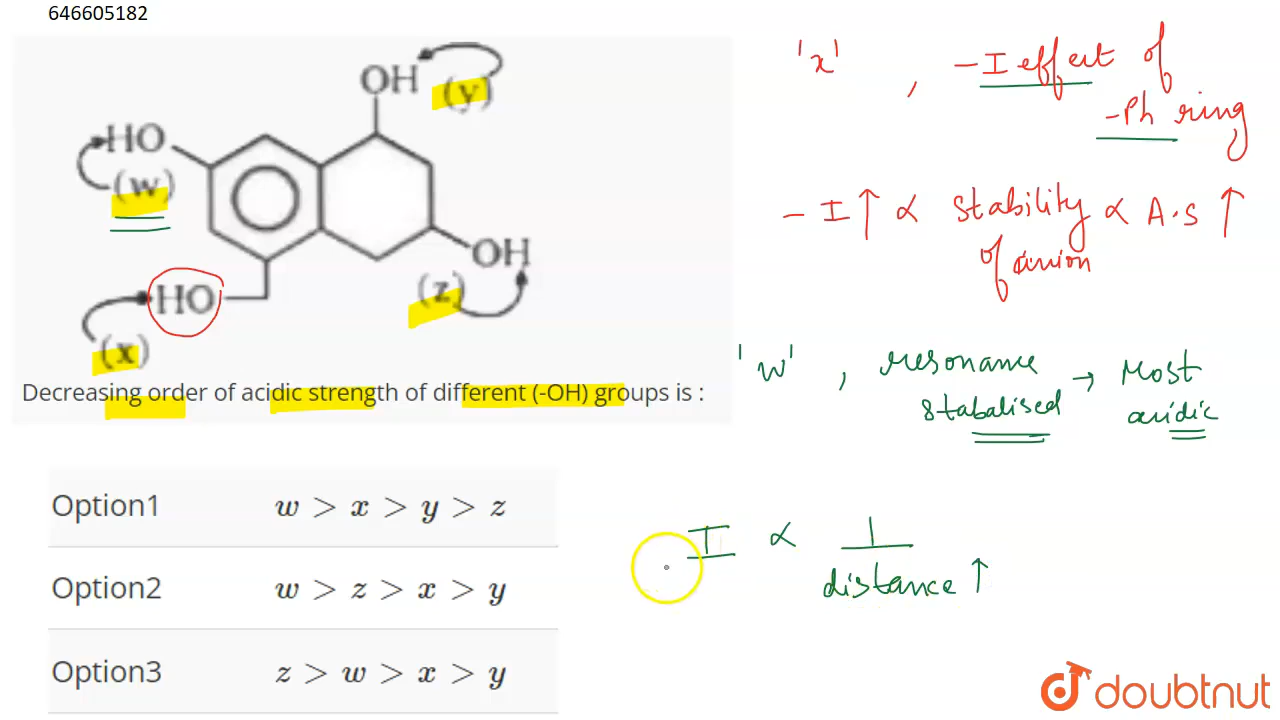 646605182
OH
(y)
HO
(w)
OH
(z)
HO
(x)
Decreasing order of acidic strength of different (-OH) groups is :
Option1 w > x > y > z
Option2 w > z > x > y
Option3 z > w > x > y
'x' , - I effect of
-Ph ring
- I ↑ ∝ stability ∝ A.S ↑
of anion
'w' , resonance → Most
stabalised acidic
I ∝ 1
distance ↑
doubtnut